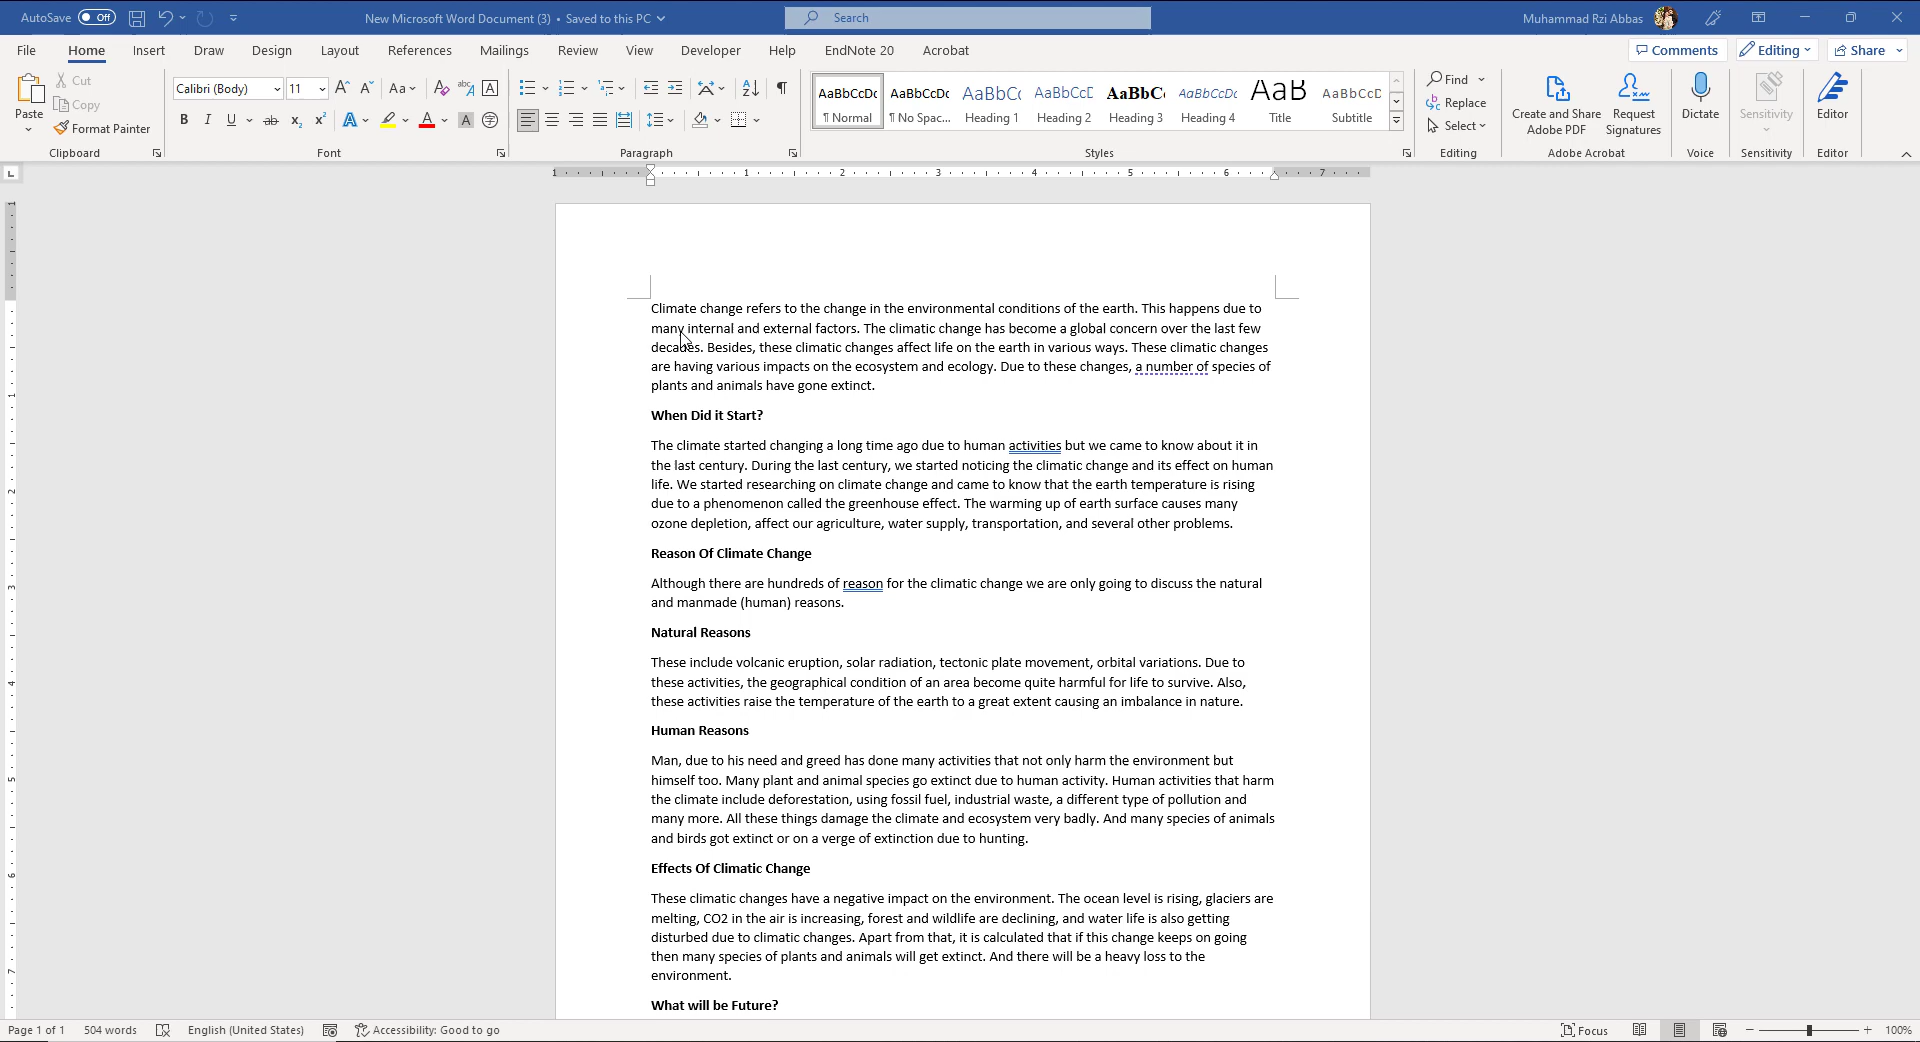 AutoSave Off New Microsoft Word Document (3) • Saved to this PC Search Muhammad Rzi Abbas
File Home Insert Draw Design Layout References Mailings Review View Developer Help EndNote 20 Acrobat Comments Editing Share
Paste Cut Copy Format Painter
Calibri (Body) 11 Aa
AaBbCcDc AaBbCcDc AaBbCc AaBbCcD AaBbCc AaBbCcDc AaB AaBbCcD
¶ Normal ¶ No Spac... Heading 1 Heading 2 Heading 3 Heading 4 Title Subtitle
Find
Replace
Select
Create and Share Adobe PDF
Request Signatures
Dictate
Sensitivity
Editor
Clipboard Font Paragraph Styles Editing Adobe Acrobat Voice Sensitivity Editor
1 1 2 3 4 5 6 7
Climate change refers to the change in the environmental conditions of the earth. This happens due to
many internal and external factors. The climatic change has become a global concern over the last few
decades. Besides, these climatic changes affect life on the earth in various ways. These climatic changes
are having various impacts on the ecosystem and ecology. Due to these changes, a number of species of
plants and animals have gone extinct.
When Did it Start?
The climate started changing a long time ago due to human activities but we came to know about it in
the last century. During the last century, we started noticing the climatic change and its effect on human
life. We started researching on climate change and came to know that the earth temperature is rising
due to a phenomenon called the greenhouse effect. The warming up of earth surface causes many
ozone depletion, affect our agriculture, water supply, transportation, and several other problems.
Reason Of Climate Change
Although there are hundreds of reason for the climatic change we are only going to discuss the natural
and manmade (human) reasons.
Natural Reasons
These include volcanic eruption, solar radiation, tectonic plate movement, orbital variations. Due to
these activities, the geographical condition of an area become quite harmful for life to survive. Also,
these activities raise the temperature of the earth to a great extent causing an imbalance in nature.
Human Reasons
Man, due to his need and greed has done many activities that not only harm the environment but
himself too. Many plant and animal species go extinct due to human activity. Human activities that harm
the climate include deforestation, using fossil fuel, industrial waste, a different type of pollution and
many more. All these things damage the climate and ecosystem very badly. And many species of animals
and birds got extinct or on a verge of extinction due to hunting.
Effects Of Climatic Change
These climatic changes have a negative impact on the environment. The ocean level is rising, glaciers are
melting, CO2 in the air is increasing, forest and wildlife are declining, and water life is also getting
disturbed due to climatic changes. Apart from that, it is calculated that if this change keeps on going
then many species of plants and animals will get extinct. And there will be a heavy loss to the
environment.
What will be Future?
Page 1 of 1 504 words English (United States) Accessibility: Good to go Focus 100%